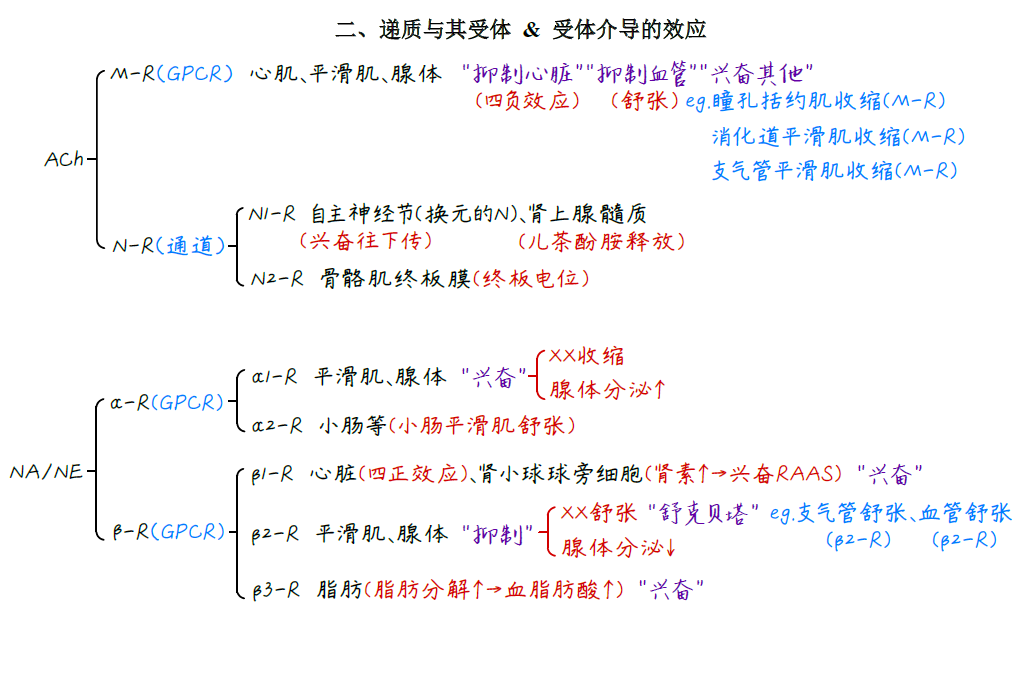 二、递质与其受体 & 受体介导的效应
M-R(GPCR) 心肌、平滑肌、腺体 "抑制心脏""抑制血管""兴奋其他"
(四负效应) (舒张) eg.瞳孔括约肌收缩(M-R)
消化道平滑肌收缩(M-R)
ACh
支气管平滑肌收缩(M-R)
N1-R 自主神经节(换元的N)、肾上腺髓质
N-R(通道) (兴奋往下传) (儿茶酚胺释放)
N2-R 骨骼肌终板膜(终板电位)
XX收缩
α1-R 平滑肌、腺体 "兴奋"
腺体分泌↑
α-R(GPCR)
α2-R 小肠等(小肠平滑肌舒张)
NA/NE
β1-R 心脏(四正效应)、肾小球球旁细胞(肾素↑→兴奋RAAS) "兴奋"
XX舒张 "舒克贝塔" eg.支气管舒张、血管舒张
β-R(GPCR) β2-R 平滑肌、腺体 "抑制" (β2-R) (β2-R)
腺体分泌↓
β3-R 脂肪(脂肪分解↑→血脂肪酸↑) "兴奋"